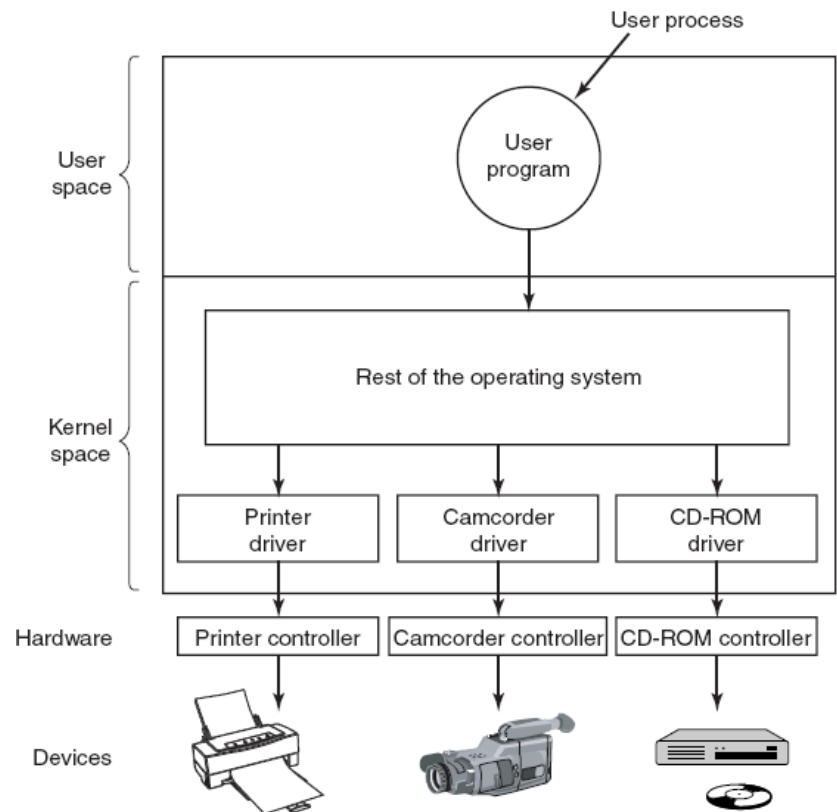 User process
User
space
User
program
Kernel
space
Rest of the operating system
Printer
driver
Camcorder
driver
CD-ROM
driver
Hardware
Printer controller
Camcorder controller
CD-ROM controller
Devices